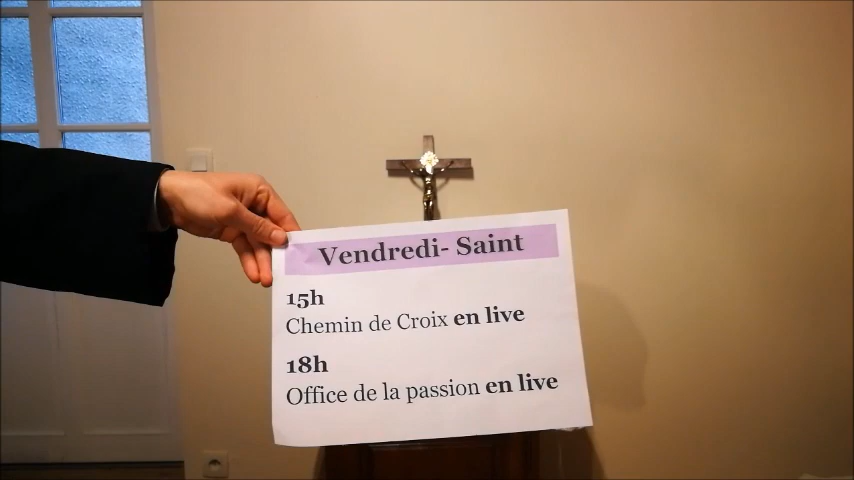 Vendredi- Saint
15h
Chemin de Croix en live
18h
Office de la passion en live